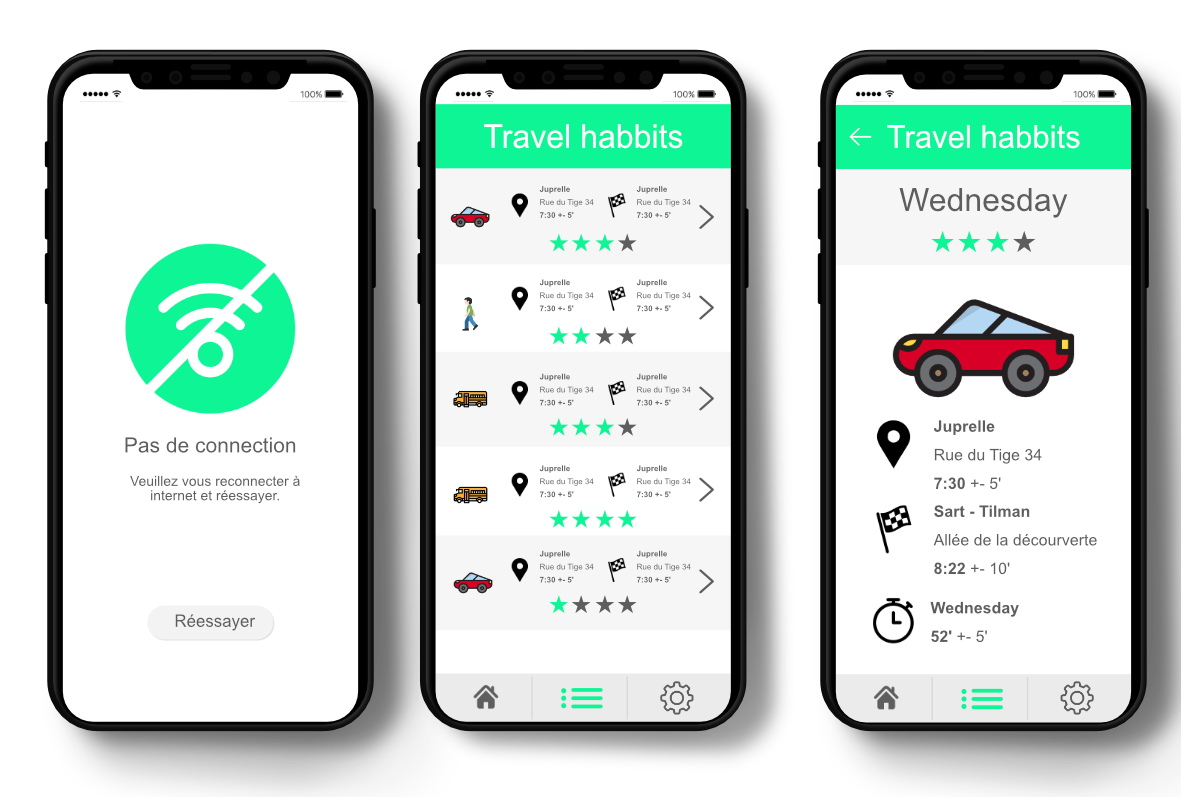 100%
Pas de connection
Veuillez vous reconnecter à
internet et réessayer.
Réessayer
100%
Travel habbits
Juprelle
Rue du Tige 34
7:30 +- 5'
Juprelle
Rue du Tige 34
7:30 +- 5'
Juprelle
Rue du Tige 34
7:30 +- 5'
Juprelle
Rue du Tige 34
7:30 +- 5'
Juprelle
Rue du Tige 34
7:30 +- 5'
Juprelle
Rue du Tige 34
7:30 +- 5'
Juprelle
Rue du Tige 34
7:30 +- 5'
Juprelle
Rue du Tige 34
7:30 +- 5'
Juprelle
Rue du Tige 34
7:30 +- 5'
Juprelle
Rue du Tige 34
7:30 +- 5'
100%
Travel habbits
Wednesday
Juprelle
Rue du Tige 34
7:30 +- 5'
Sart - Tilman
Allée de la décourverte
8:22 +- 10'
Wednesday
52' +- 5'